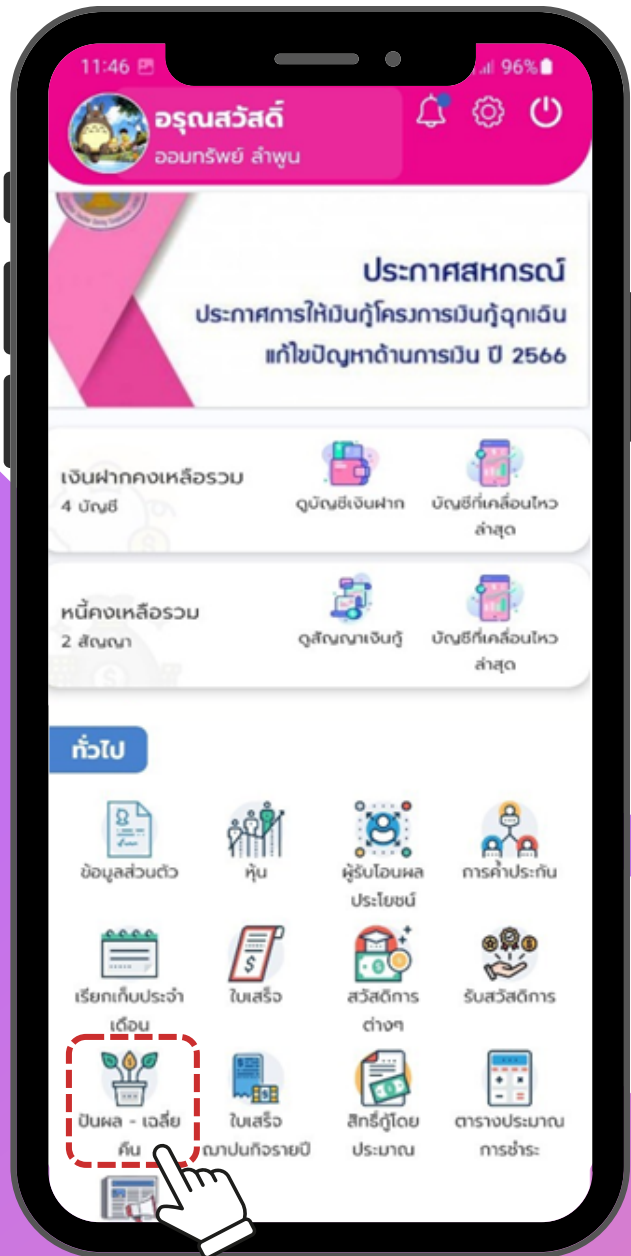 11:46
96%
อรุณสวัสดิ์
ออมทรัพย์ ลำพูน
ประกาศสหกรณ์
ประกาศการให้เงินกู้โครงการเงินกู้ฉุกเฉิน
แก้ไขปัญหาด้านการเงิน ปี 2566
เงินฝากคงเหลือรวม
4 บัญชี
ดูบัญชีเงินฝาก
บัญชีที่เคลื่อนไหว
ล่าสุด
หนี้คงเหลือรวม
2 สัญญา
ดูสัญญาเงินกู้
บัญชีที่เคลื่อนไหว
ล่าสุด
ทั่วไป
ข้อมูลส่วนตัว
หุ้น
ผู้รับโอนผล
ประโยชน์
การค้ำประกัน
เรียกเก็บประจำ
เดือน
ใบเสร็จ
สวัสดิการ
ต่างๆ
รับสวัสดิการ
ปันผล - เฉลี่ย
คืน
ใบเสร็จ
ฌาปนกิจรายปี
สิทธิ์กู้โดย
ประมาณ
ตารางประมาณ
การชำระ